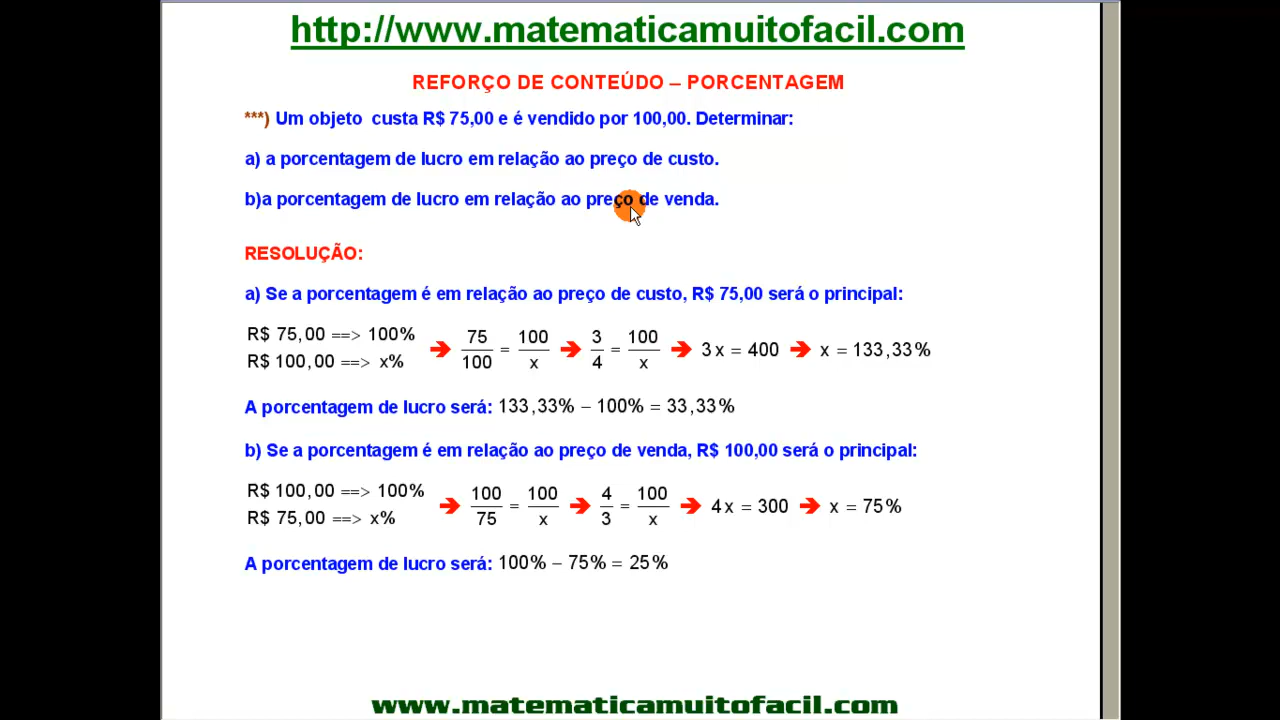 http://www.matematicamuitofacil.com
REFORÇO DE CONTEÚDO – PORCENTAGEM
***) Um objeto custa R$ 75,00 e é vendido por 100,00. Determinar:
a) a porcentagem de lucro em relação ao preço de custo.
b)a porcentagem de lucro em relação ao preço de venda.
RESOLUÇÃO:
a) Se a porcentagem é em relação ao preço de custo, R$ 75,00 será o principal:
R$ 75,00 ==> 100%
R$ 100,00 ==> x%
➔ 75/100 = 100/x ➔ 3/4 = 100/x ➔ 3x = 400 ➔ x = 133,33%
A porcentagem de lucro será: 133,33% − 100% = 33,33%
b) Se a porcentagem é em relação ao preço de venda, R$ 100,00 será o principal:
R$ 100,00 ==> 100%
R$ 75,00 ==> x%
➔ 100/75 = 100/x ➔ 4/3 = 100/x ➔ 4x = 300 ➔ x = 75%
A porcentagem de lucro será: 100% − 75% = 25%
www.matematicamuitofacil.com